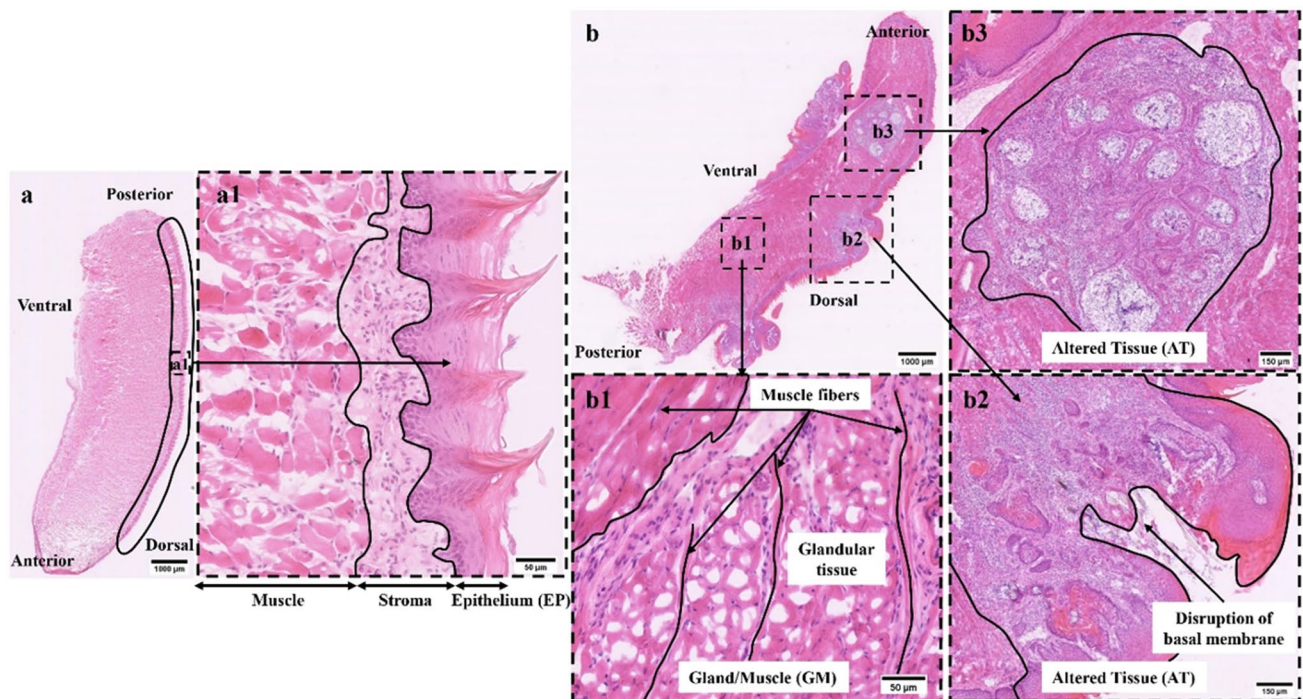 a
Posterior
Ventral
a1
Anterior
Dorsal
1000 µm
a1
50 µm
Muscle
Stroma
Epithelium (EP)
b
Anterior
b3
Ventral
b1
b2
Dorsal
Posterior
1000 µm
b3
Altered Tissue (AT)
150 µm
b1
Muscle fibers
Glandular
tissue
Gland/Muscle (GM)
50 µm
b2
Disruption of
basal membrane
Altered Tissue (AT)
150 µm